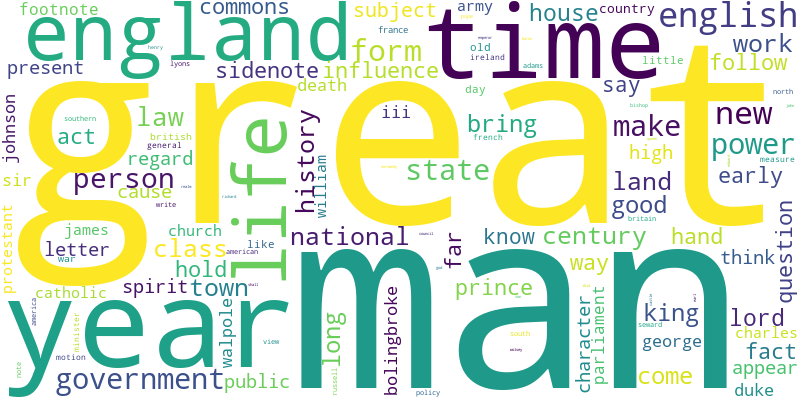 footnote
commons
subject
army
house
country
english
england
time
france
old
ireland
adams
henry
lyons
form
work
present
sidenote
influence
little
follow
death
day
say
north
great
iii
johnson
law
life
history
william
bring
french
make
new
southern
act
british
general
power
bishop
measure
regard
state
high
person
cause
land
early
sir
write
good
protestant
james
church
class
american
like
national
far
know
century
hand
question
letter
war
think
catholic
hold
way
spirit
town
prince
britain
council
god
america
year
man
walpole
bolingbroke
character
parliament
king
lord
seward
george
charles
minister
view
long
south
motion
fact
government
public
russell
policy
come
appear
duke
note